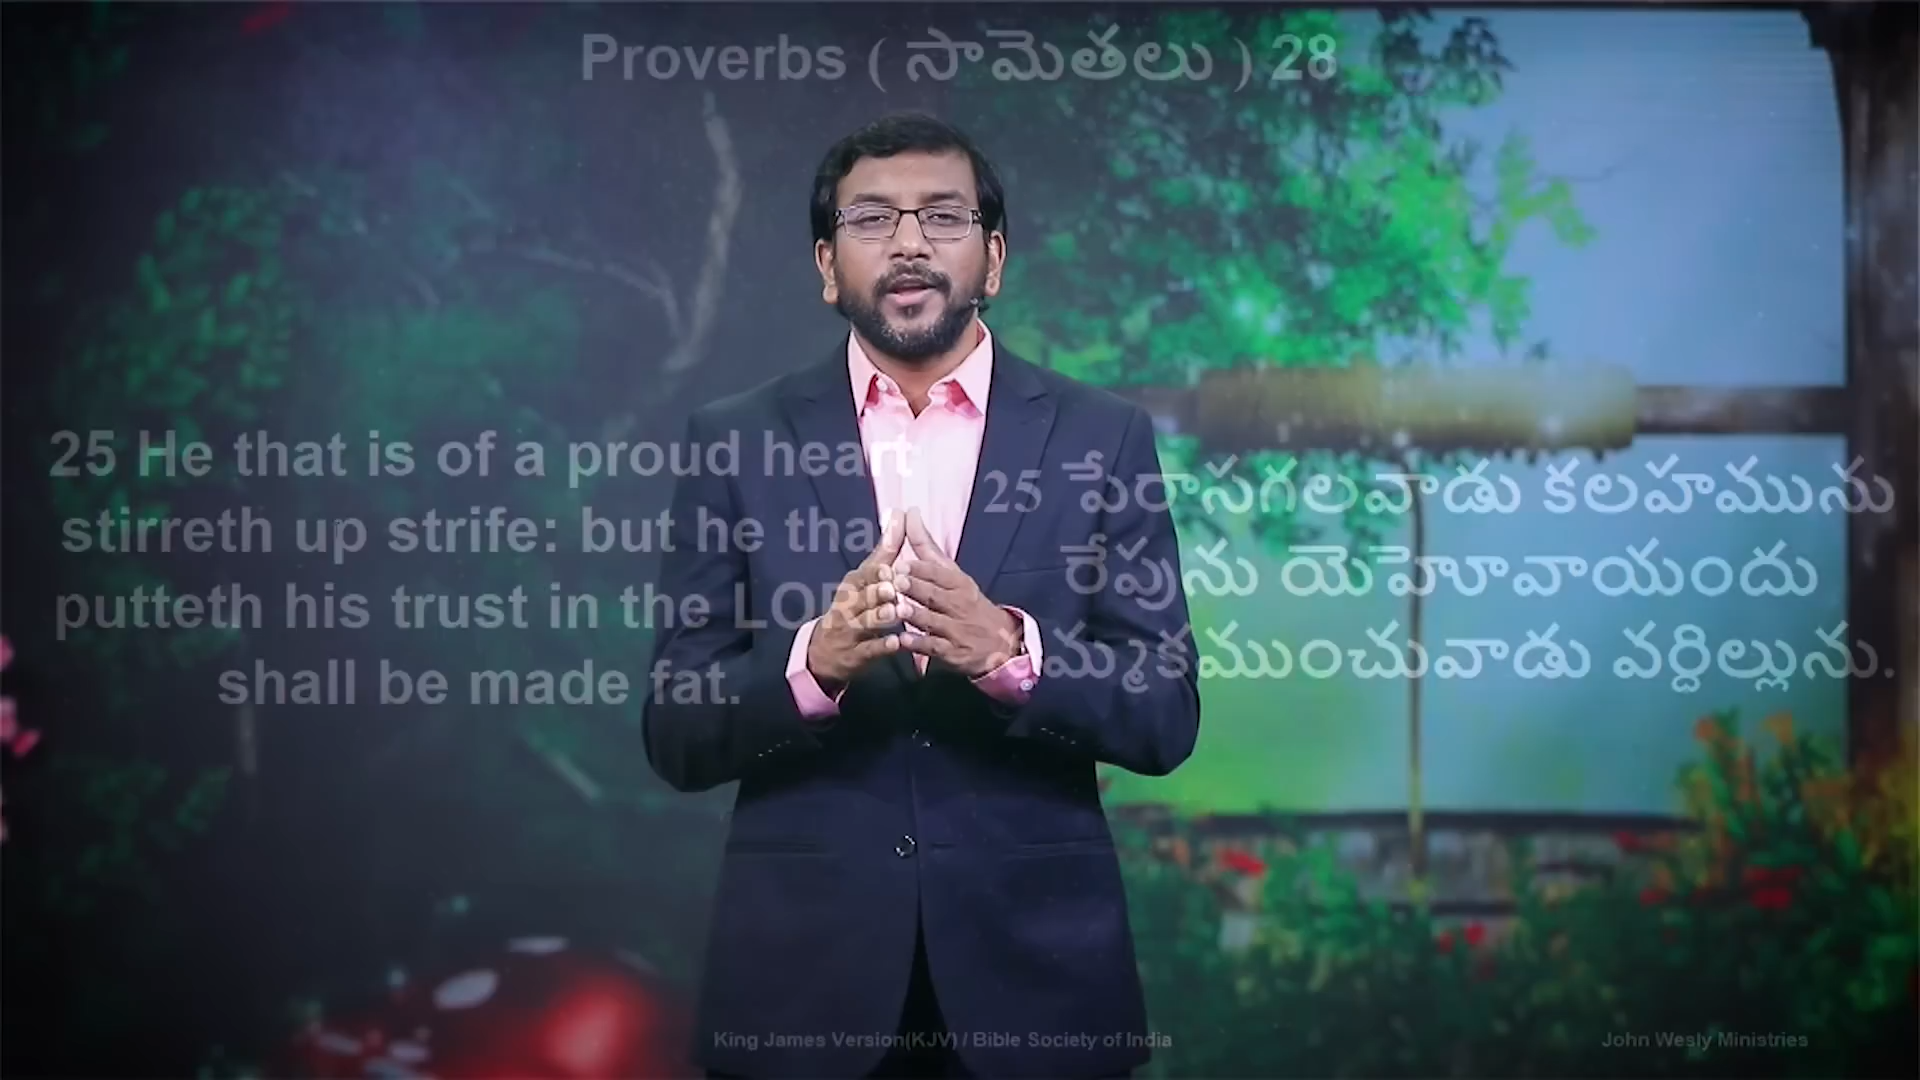 Proverbs ( సామెతలు ) 28
25 He that is of a proud heart
stirreth up strife: but he that
putteth his trust in the LORD
shall be made fat.
25 పేరాసగలవాడు కలహమును
రేపును యెహోవాయందు
నమ్మకముంచువాడు వర్ధిల్లును.
King James Version(KJV) / Bible Society of India
John Wesly Ministries